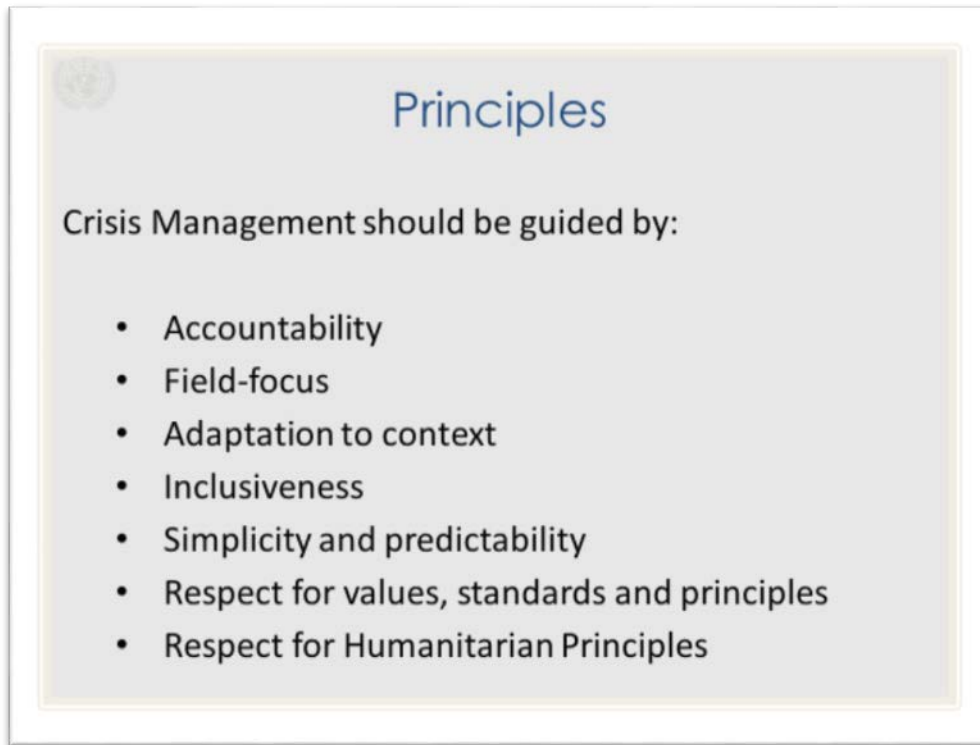 Principles
Crisis Management should be guided by:
• Accountability
• Field-focus
• Adaptation to context
• Inclusiveness
• Simplicity and predictability
• Respect for values, standards and principles
• Respect for Humanitarian Principles